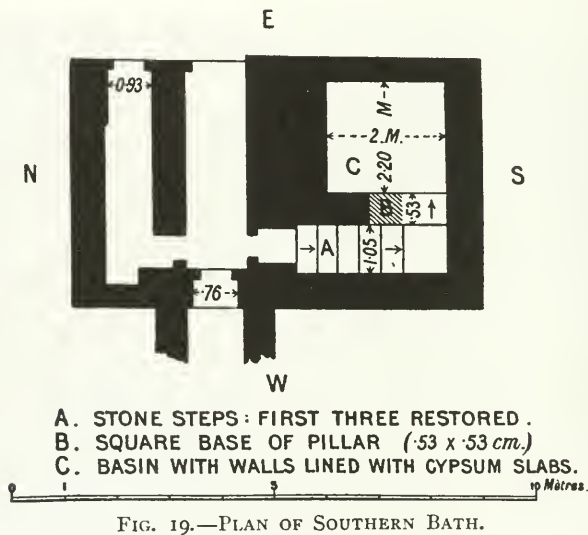 E
0.93
M
2. M.
N
C
2.20
S
B
.53
A
1.05
.76
W
A. STONE STEPS: FIRST THREE RESTORED.
B. SQUARE BASE OF PILLAR (.53 x .53 cm.)
C. BASIN WITH WALLS LINED WITH GYPSUM SLABS.
0 1 5 10 Mètres.
FIG. 19.—PLAN OF SOUTHERN BATH.